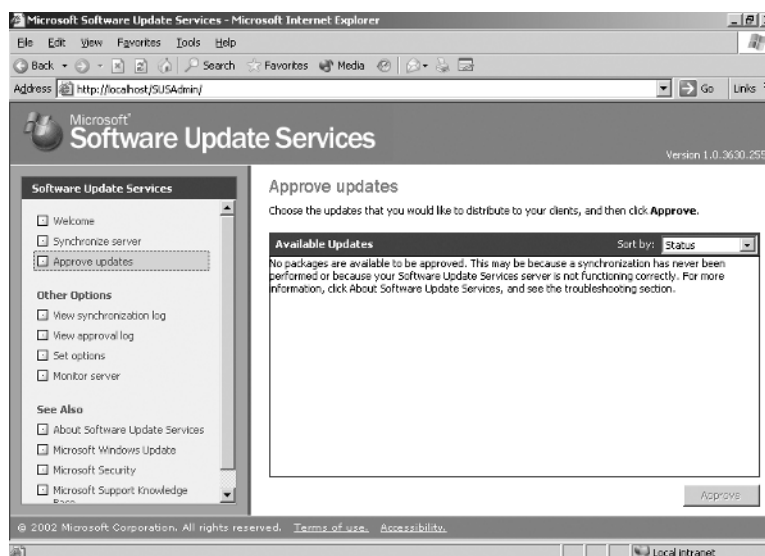 Microsoft Software Update Services - Microsoft Internet Explorer
File Edit View Favorites Tools Help
Back Search Favorites Media
Address http://localhost/SUSAdmin/ Go Links
Microsoft
Software Update Services
Version 1.0.3630.255
Software Update Services
Welcome
Synchronize server
Approve updates
Other Options
View synchronization log
View approval log
Set options
Monitor server
See Also
About Software Update Services
Microsoft Windows Update
Microsoft Security
Microsoft Support Knowledge
Base
Approve updates
Choose the updates that you would like to distribute to your clients, and then click Approve.
Available Updates Sort by: Status
No packages are available to be approved. This may be because a synchronization has never been
performed or because your Software Update Services server is not functioning correctly. For more
information, click About Software Update Services, and see the troubleshooting section.
Approve
© 2002 Microsoft Corporation. All rights reserved. Terms of use. Accessibility.
Local intranet